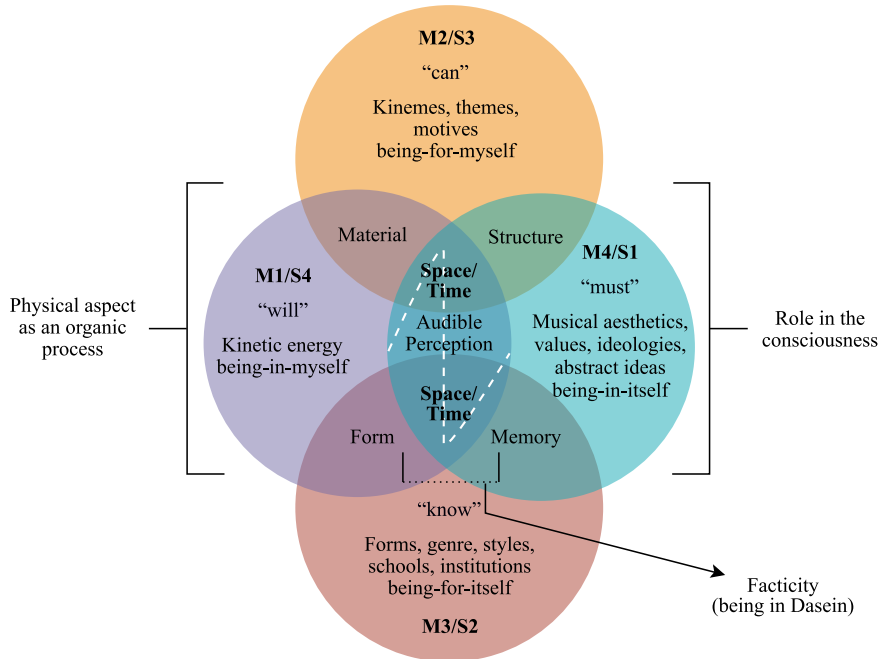 M2/S3
“can”
Kinemes, themes,
motives
being-for-myself
Material
Structure
M1/S4
“will”
Kinetic energy
being-in-myself
Space/
Time
Audible
Perception
Space/
Time
M4/S1
“must”
Musical aesthetics,
values, ideologies,
abstract ideas
being-in-itself
Physical aspect
as an organic
process
Role in the
consciousness
Form
Memory
“know”
Forms, genre, styles,
schools, institutions
being-for-itself
M3/S2
Facticity
(being in Dasein)